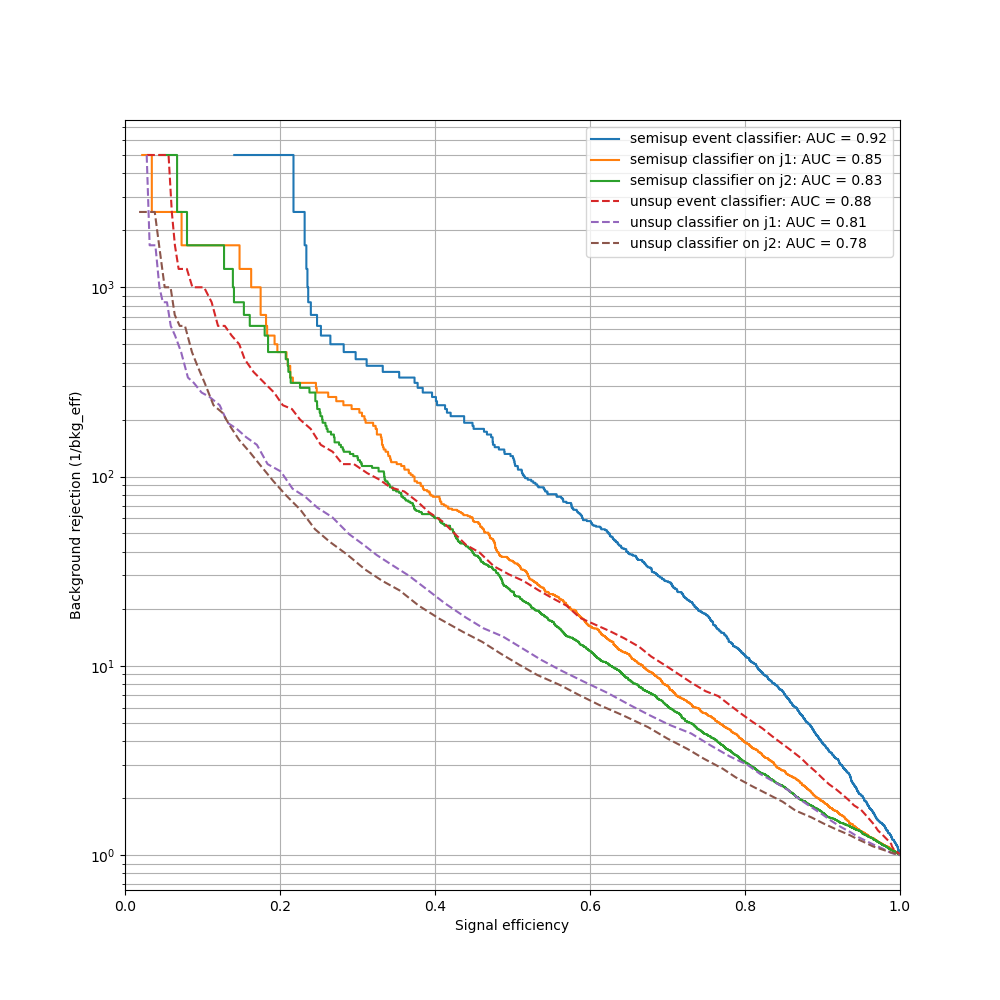 semisup event classifier: AUC = 0.92
semisup classifier on j1: AUC = 0.85
semisup classifier on j2: AUC = 0.83
unsup event classifier: AUC = 0.88
unsup classifier on j1: AUC = 0.81
unsup classifier on j2: AUC = 0.78
Background rejection (1/bkg_eff)
10³
10²
10¹
10⁰
0.0 0.2 0.4 0.6 0.8 1.0
Signal efficiency